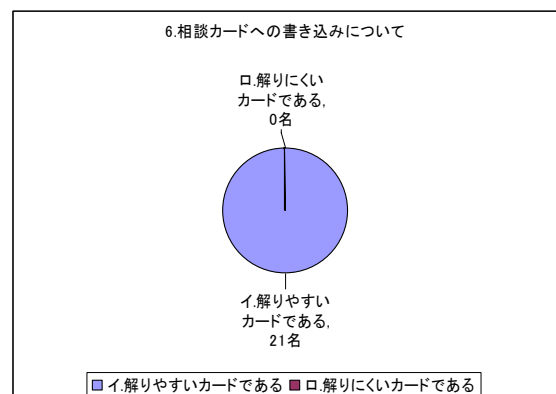 6.相談カードへの書き込みについて
ロ.解りにくい
カードである,
0名
イ.解りやすい
カードである,
21名
イ.解りやすいカードである ロ.解りにくいカードである